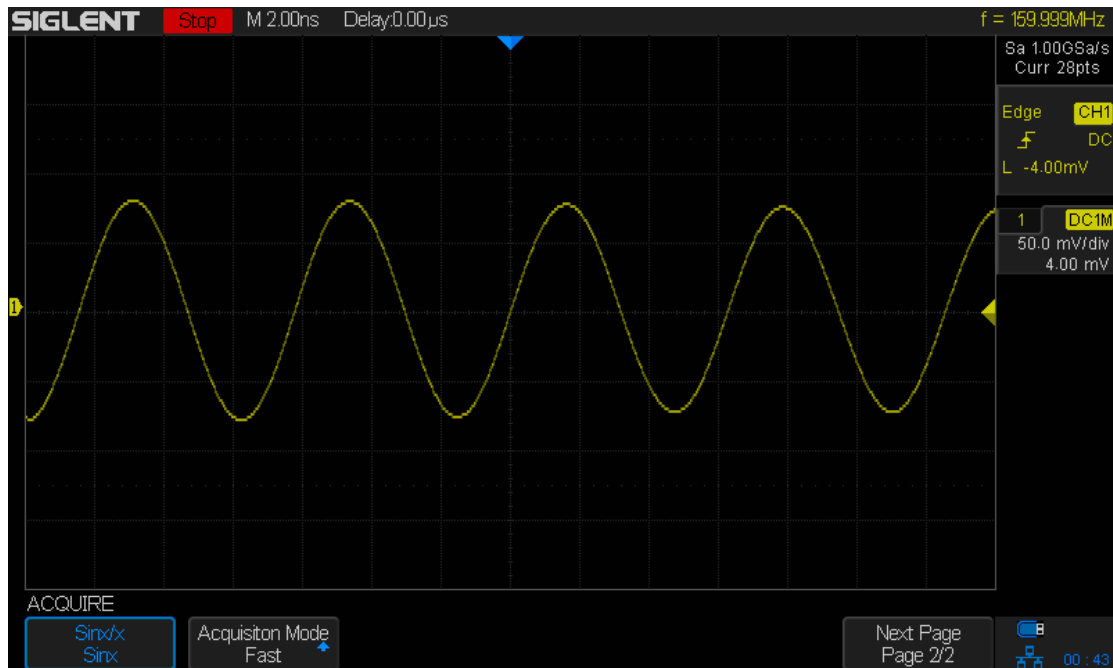 SIGLENT Stop M 2.00ns Delay:0.00µs f = 159.999MHz
Sa 1.00GSa/s
Curr 28pts
Edge CH1
DC
L -4.00mV
1 DC1M
50.0 mV/div
4.00 mV
1
ACQUIRE
Sinx/x
Sinx
Acquisiton Mode
Fast
Next Page
Page 2/2
00:43